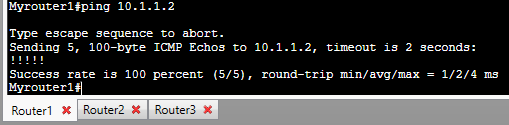 Myrouter1#ping 10.1.1.2
Type escape sequence to abort.
Sending 5, 100-byte ICMP Echos to 10.1.1.2, timeout is 2 seconds:
!!!!!
Success rate is 100 percent (5/5), round-trip min/avg/max = 1/2/4 ms
Myrouter1#
Router1 Router2 Router3